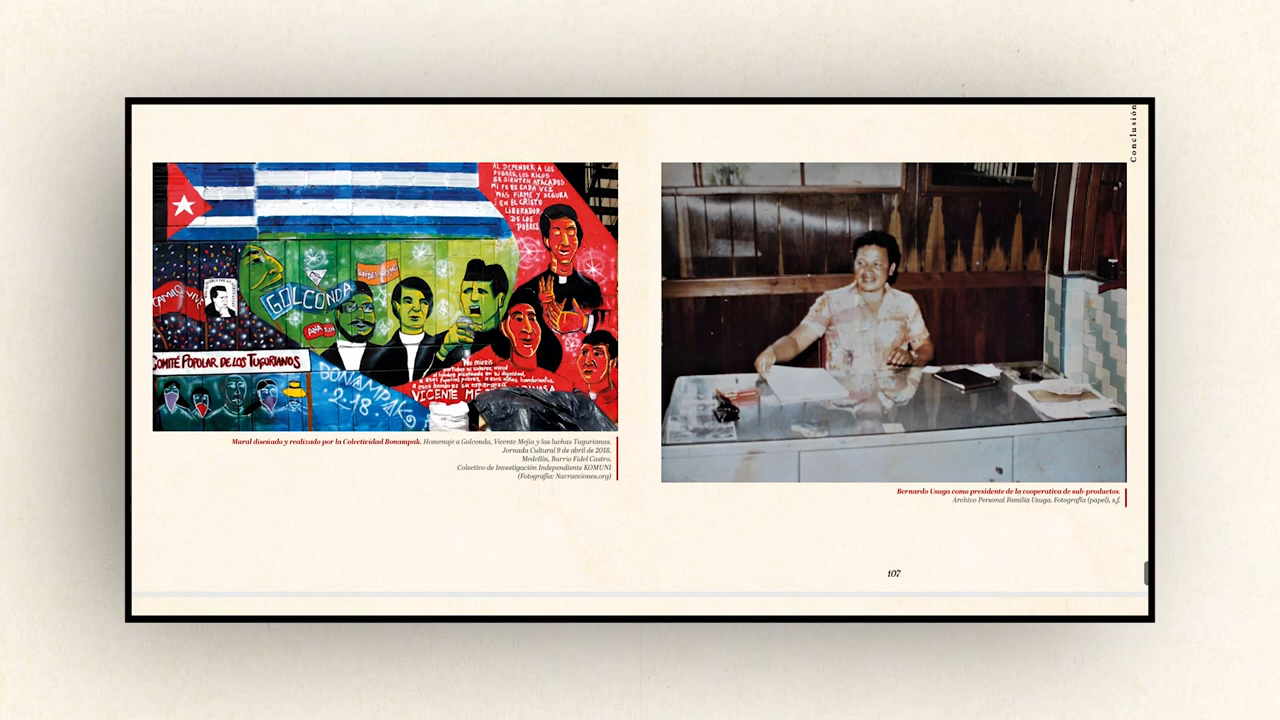 Conclusión
AL DEFENDER A LOS
POBRES, LOS RICOS
SE SIENTEN ATACADOS
MI FE ES CADA VEZ
MÁS FIRME Y SEGURA
EN EL CRISTO
LIBERADOR
DE LOS
POBRES
CAMILO VIVE
GOLCONDA
COMITÉ POPULAR DE LOS TUGURIANOS
BONAMPAK
2-18.
No mireis
VICENTE
Mural diseñado y realizado por la Colectividad Bonampak. Homenaje a Golconda, Vicente Mejía y las luchas Tugurianas.
Jornada Cultural 9 de abril de 2018.
Medellín, Barrio Fidel Castro.
Colectivo de Investigación Independiente KOMUNI
(Fotografía: Narracciones.org)
Bernardo Usuga como presidente de la cooperativa de sub-productos.
Archivo Personal Familia Usuga. Fotografía (papel), s.f.
107